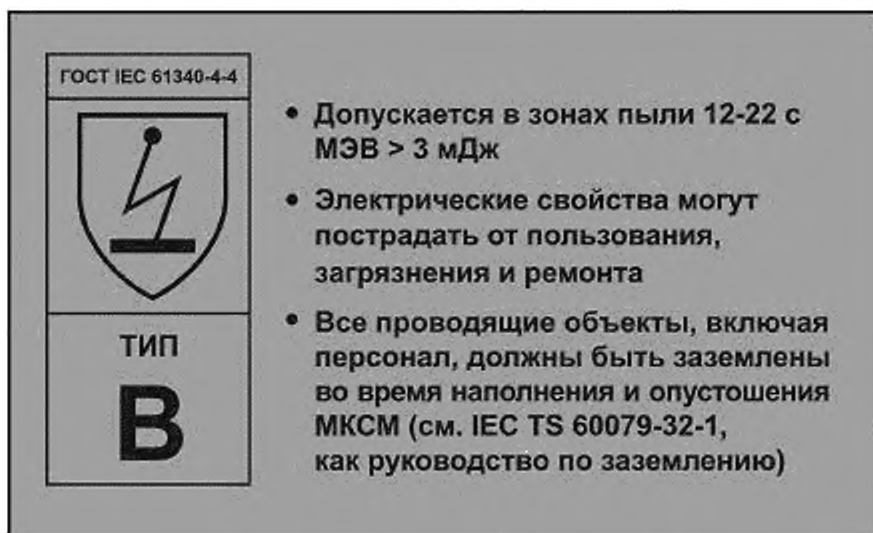 ГОСТ IEC 61340-4-4
ТИП
В
• Допускается в зонах пыли 12-22 с
МЭВ > 3 мДж
• Электрические свойства могут
пострадать от пользования,
загрязнения и ремонта
• Все проводящие объекты, включая
персонал, должны быть заземлены
во время наполнения и опустошения
МКСМ (см. IEC TS 60079-32-1,
как руководство по заземлению)